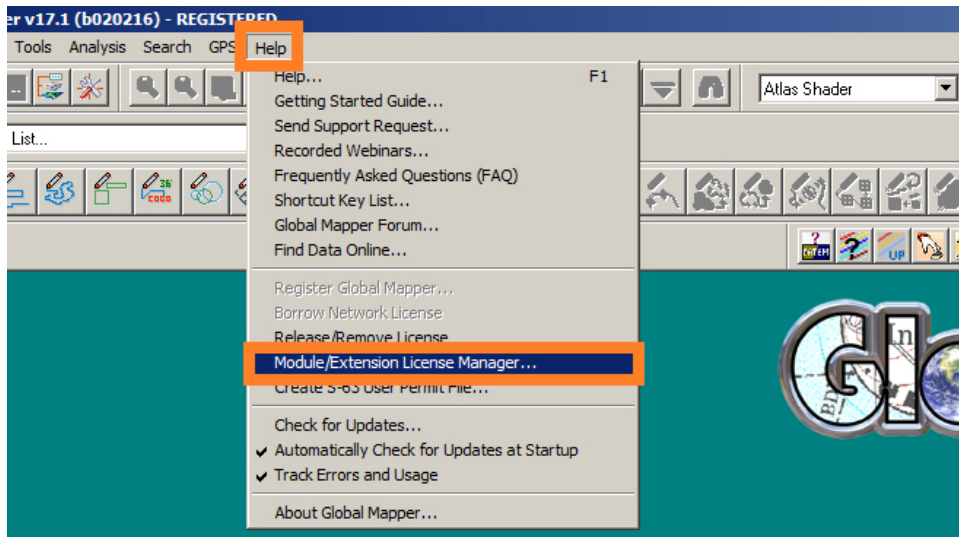 er v17.1 (b020216) - REGISTERED
Tools Analysis Search GPS Help
Atlas Shader
List...
Help... F1
Getting Started Guide...
Send Support Request...
Recorded Webinars...
Frequently Asked Questions (FAQ)
Shortcut Key List...
Global Mapper Forum...
Find Data Online...
Register Global Mapper...
Borrow Network License
Release/Remove License
Module/Extension License Manager...
Create S-63 User Permit File...
Check for Updates...
Automatically Check for Updates at Startup
Track Errors and Usage
About Global Mapper...
UP
Glo
In